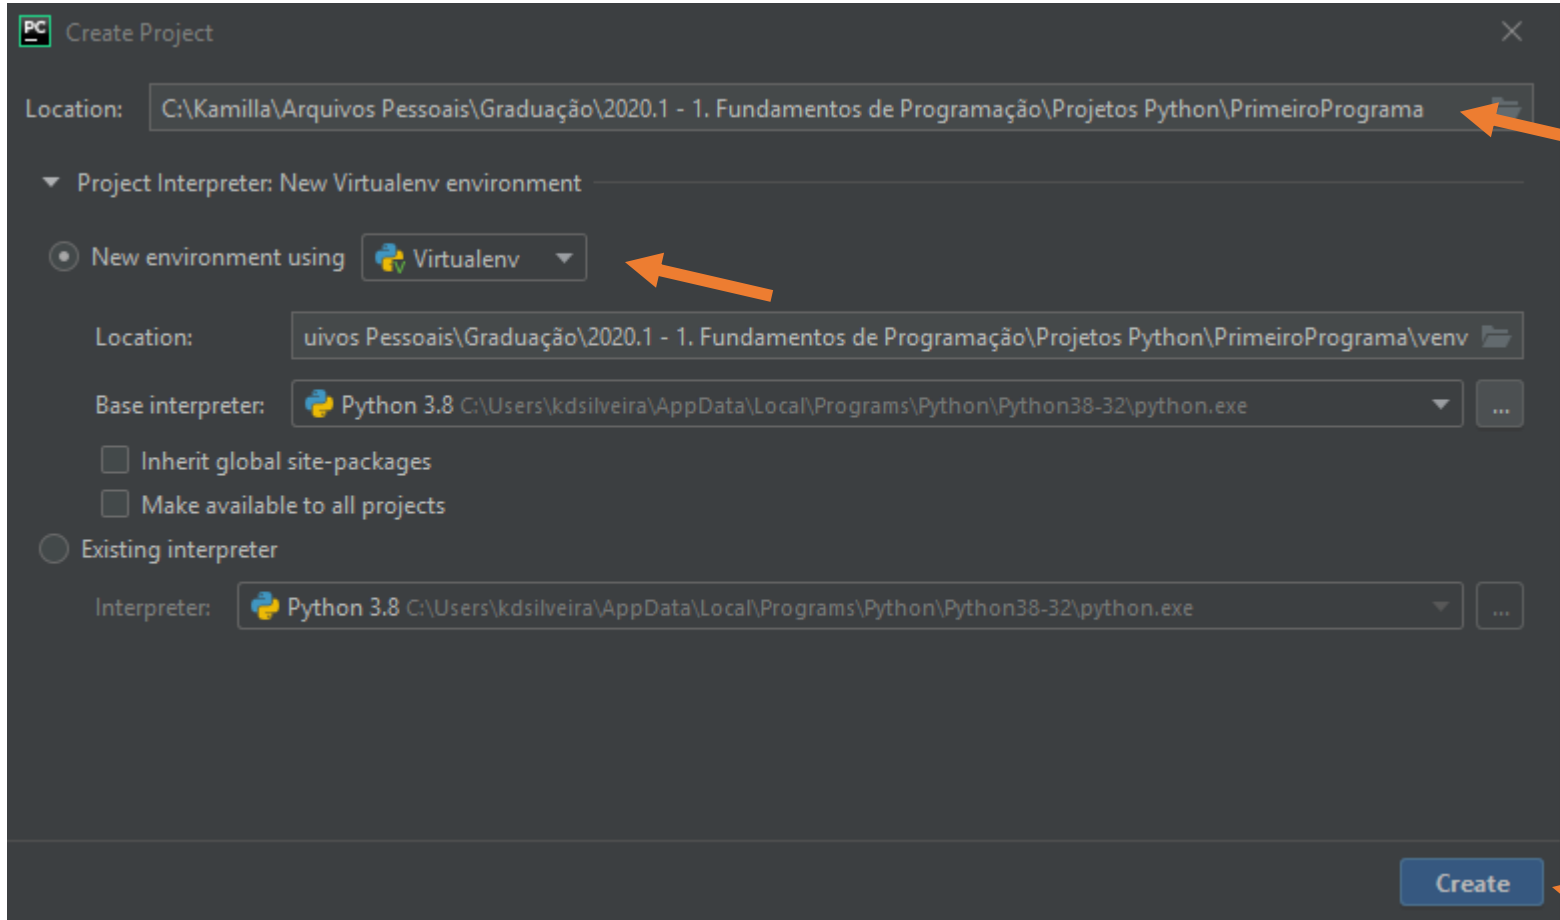 PC Create Project
Location: C:\Kamilla\Arquivos Pessoais\Graduação\2020.1 - 1. Fundamentos de Programação\Projetos Python\PrimeiroPrograma
Project Interpreter: New Virtualenv environment
New environment using Virtualenv
Location: uivos Pessoais\Graduação\2020.1 - 1. Fundamentos de Programação\Projetos Python\PrimeiroPrograma\venv
Base interpreter: Python 3.8 C:\Users\kdsilveira\AppData\Local\Programs\Python\Python38-32\python.exe ...
Inherit global site-packages
Make available to all projects
Existing interpreter
Interpreter: Python 3.8 C:\Users\kdsilveira\AppData\Local\Programs\Python\Python38-32\python.exe ...
Create